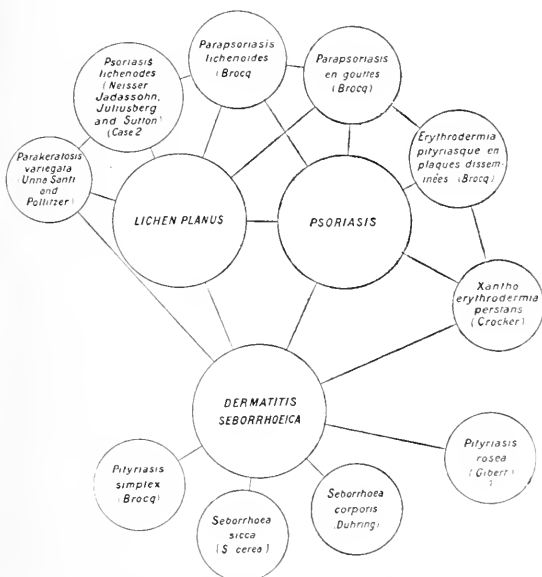 Parapsoriasis
lichenoides
(Brocq
Parapsoriasis
en gouttes
(Brocq)
Psoriasis
lichenodes
(Neisser
Jadassohn,
Juliusberg
and Sutton)
(Case 2
Erythrodermia
pityriasque en
plaques dissem-
inées (Brocq)
Parakeratosis
variegata
(Unna Santi
and
Pollitzer)
LICHEN PLANUS
PSORIASIS
Xantho
erythrodermia
perstans
(Crocker)
DERMATITIS
SEBORRHOEICA
Pityriasis
simplex
(Brocq)
Seborrhoea
sicca
(S cerea)
Seborrhoea
corporis
(Duhring)
Pityriasis
rosea
(Gibert)
)